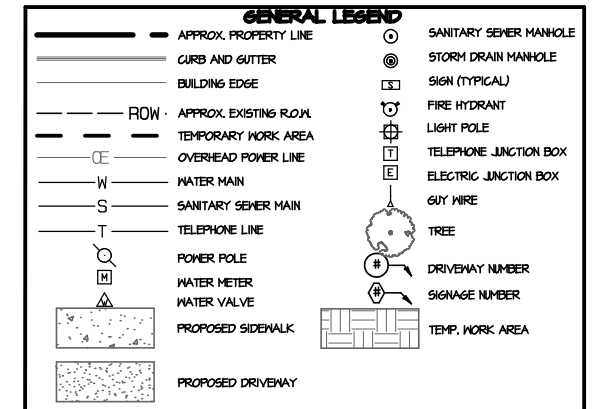 GENERAL LEGEND
APPROX. PROPERTY LINE
CURB AND GUTTER
BUILDING EDGE
ROW APPROX. EXISTING R.O.W.
TEMPORARY WORK AREA
OE OVERHEAD POWER LINE
W WATER MAIN
S SANITARY SEWER MAIN
T TELEPHONE LINE
POWER POLE
M WATER METER
W WATER VALVE
PROPOSED SIDEWALK
PROPOSED DRIVEWAY
SANITARY SEWER MANHOLE
STORM DRAIN MANHOLE
S SIGN (TYPICAL)
FIRE HYDRANT
LIGHT POLE
T TELEPHONE JUNCTION BOX
E ELECTRIC JUNCTION BOX
GUY WIRE
TREE
# DRIVEWAY NUMBER
# SIGNAGE NUMBER
TEMP. WORK AREA